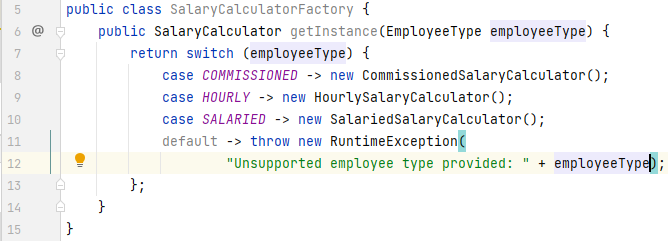 5 public class SalaryCalculatorFactory {
6 @ public SalaryCalculator getInstance(EmployeeType employeeType) {
7 return switch (employeeType) {
8 case COMMISSIONED -> new CommissionedSalaryCalculator();
9 case HOURLY -> new HourlySalaryCalculator();
10 case SALARIED -> new SalariedSalaryCalculator();
11 default -> throw new RuntimeException(
12 "Unsupported employee type provided: " + employeeType);
13 };
14 }
15 }